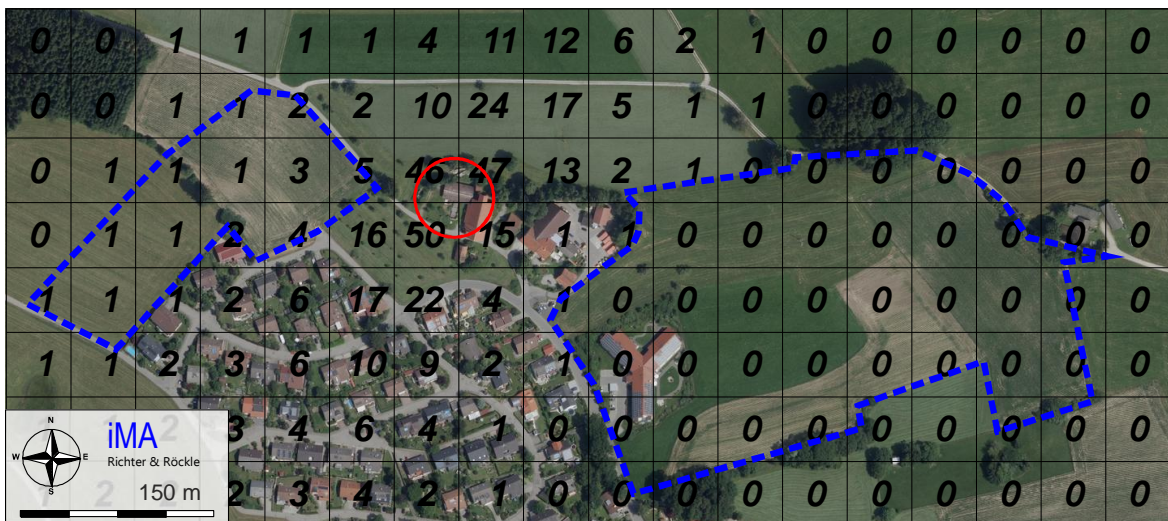 0 0 1 1 1 1 4 11 12 6 2 1 0 0 0 0 0 0
0 0 1 1 2 2 10 24 17 5 1 1 0 0 0 0 0 0
0 1 1 1 3 5 46 47 13 2 1 0 0 0 0 0 0 0
0 1 1 2 4 16 50 15 1 1 0 0 0 0 0 0 0 0
1 1 1 2 6 17 22 4 1 0 0 0 0 0 0 0 0 0
1 1 2 3 6 10 9 2 1 0 0 0 0 0 0 0 0 0
2 3 4 6 4 1 0 0 0 0 0 0 0 0 0 0
2 2 2 3 4 2 1 0 0 0 0 0 0 0 0 0 0
N
W E
S
iMA
Richter & Röckle
150 m